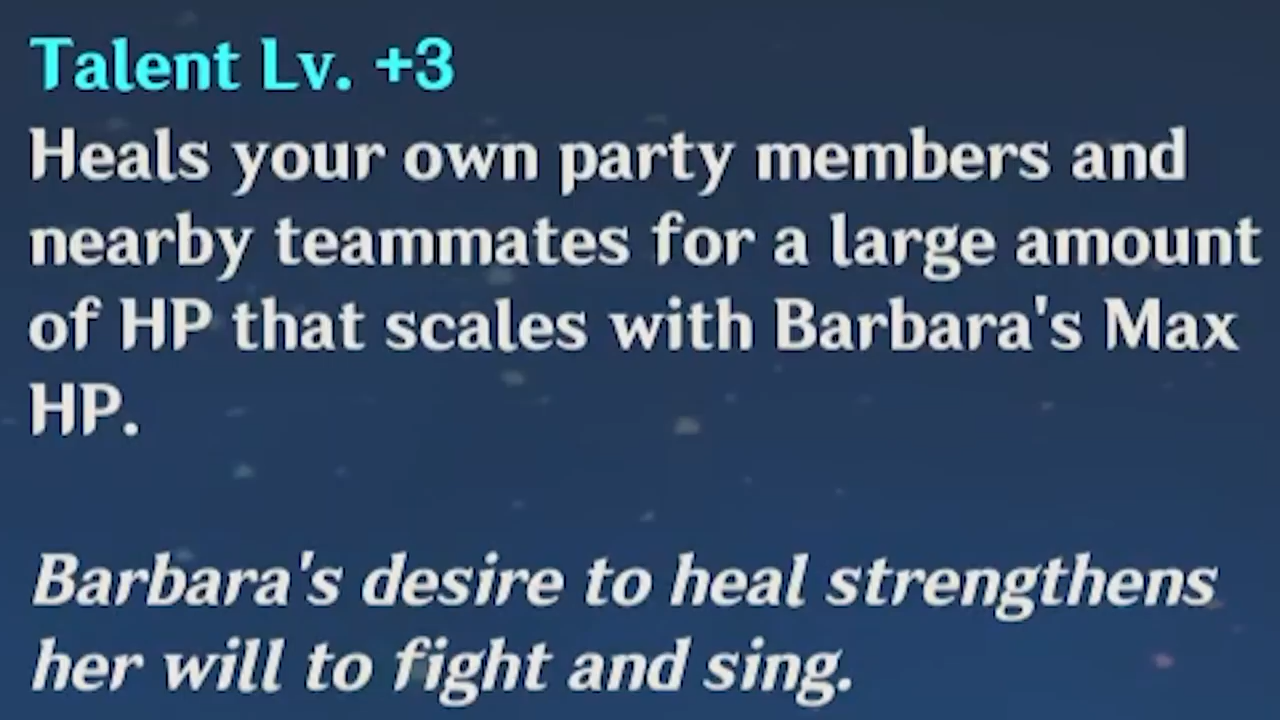 Talent Lv. +3
Heals your own party members and
nearby teammates for a large amount
of HP that scales with Barbara's Max
HP.
Barbara's desire to heal strengthens
her will to fight and sing.